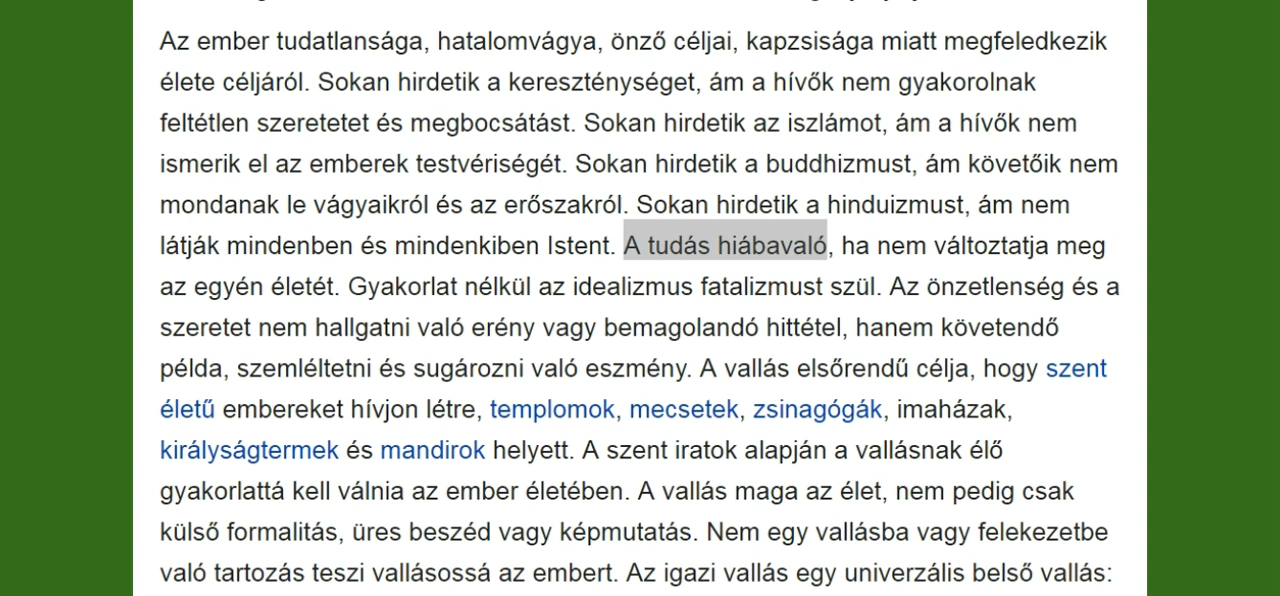 Az ember tudatlansága, hatalomvágya, önző céljai, kapzsisága miatt megfeledkezik
élete céljáról. Sokan hirdetik a kereszténységet, ám a hívők nem gyakorolnak
feltétlen szeretetet és megbocsátást. Sokan hirdetik az iszlámot, ám a hívők nem
ismerik el az emberek testvériségét. Sokan hirdetik a buddhizmust, ám követőik nem
mondanak le vágyaikról és az erőszakról. Sokan hirdetik a hinduizmust, ám nem
látják mindenben és mindenkiben Istent. A tudás hiábavaló, ha nem változtatja meg
az egyén életét. Gyakorlat nélkül az idealizmus fatalizmust szül. Az önzetlenség és a
szeretet nem hallgatni való erény vagy bemagolandó hittétel, hanem követendő
példa, szemléltetni és sugározni való eszmény. A vallás elsőrendű célja, hogy szent
életű embereket hívjon létre, templomok, mecsetek, zsinagógák, imaházak,
királyságtermek és mandirok helyett. A szent iratok alapján a vallásnak élő
gyakorlattá kell válnia az ember életében. A vallás maga az élet, nem pedig csak
külső formalitás, üres beszéd vagy képmutatás. Nem egy vallásba vagy felekezetbe
való tartozás teszi vallásossá az embert. Az igazi vallás egy univerzális belső vallás: